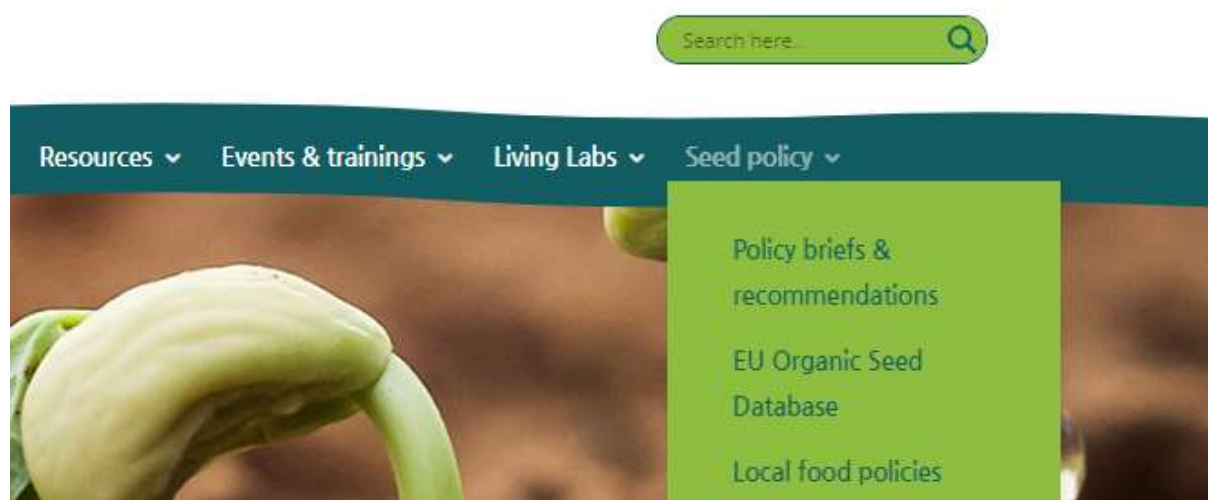 Search here...
Resources
Events & trainings
Living Labs
Seed policy
Policy briefs &
recommendations
EU Organic Seed
Database
Local food policies